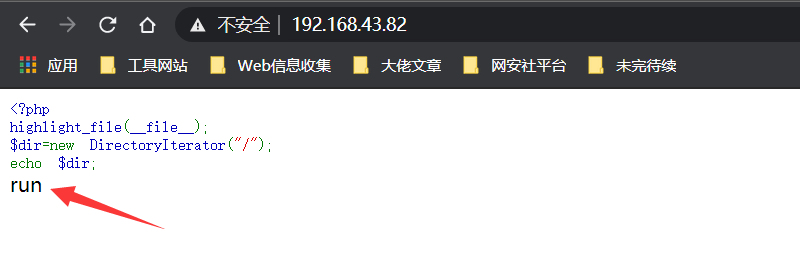 不安全 | 192.168.43.82
应用 工具网站 Web信息收集 大佬文章 网安社平台 未完待续
<?php
highlight_file(__file__);
$dir=new DirectoryIterator("/");
echo $dir;
run